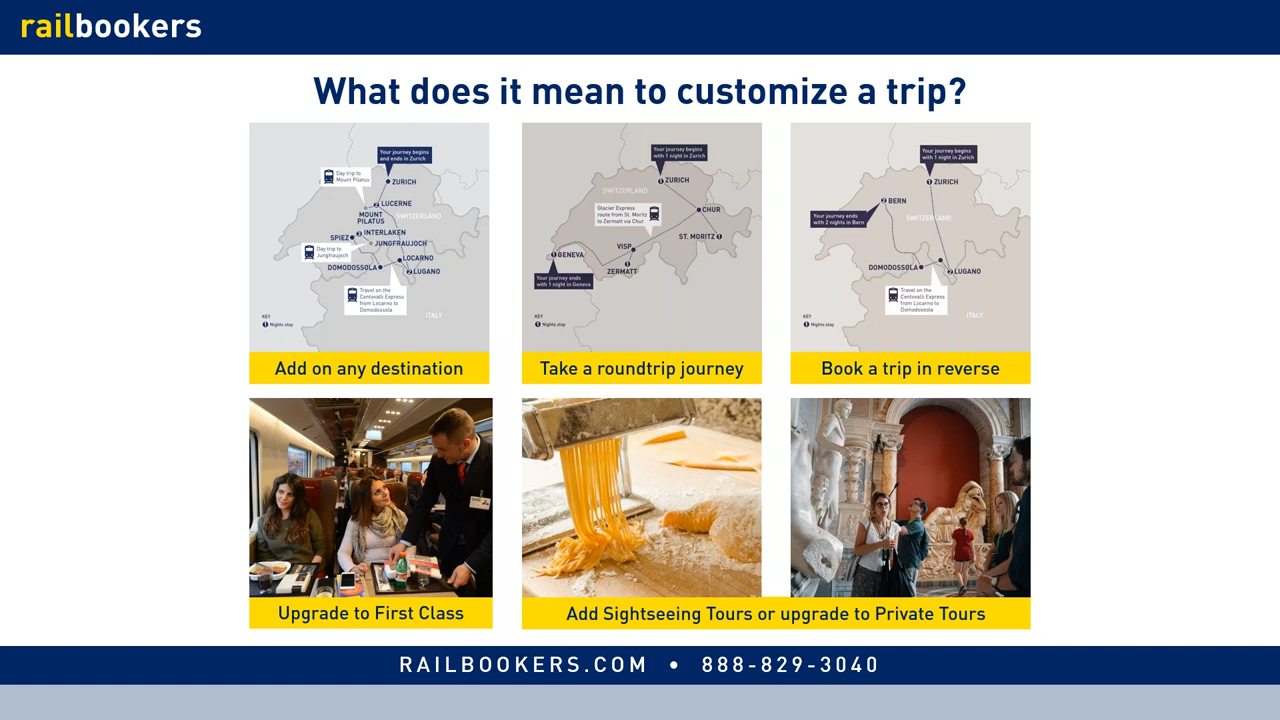 railbookers
What does it mean to customize a trip?
Your journey begins
and ends in Zurich
Day trip to
Mount Pilatus
ZURICH
LUCERNE
MOUNT
PILATUS
SWITZERLAND
SPIEZ
INTERLAKEN
JUNGFRAUJOCH
Day trip to
Jungfraujoch
LOCARNO
DOMODOSSOLA
LUGANO
Travel on the
Centovalli Express
from Locarno to
Domodossola
ITALY
KEY
1 Nights stay
Add on any destination
Your journey begins
with 1 night in Zurich
ZURICH
SWITZERLAND
Glacier Express
route from St. Moritz
to Zermatt via Chur
CHUR
ST. MORITZ
VISP
GENEVA
ZERMATT
Your journey ends
with 1 night in Geneva
KEY
1 Nights stay
Take a roundtrip journey
Your journey begins
with 1 night in Zurich
ZURICH
BERN
Your journey ends
with 2 nights in Bern
SWITZERLAND
DOMODOSSOLA
LUGANO
Travel on the
Centovalli Express
from Locarno to
Domodossola
ITALY
KEY
1 Nights stay
Book a trip in reverse
Upgrade to First Class
Add Sightseeing Tours or upgrade to Private Tours
RAILBOOKERS.COM • 888-829-3040